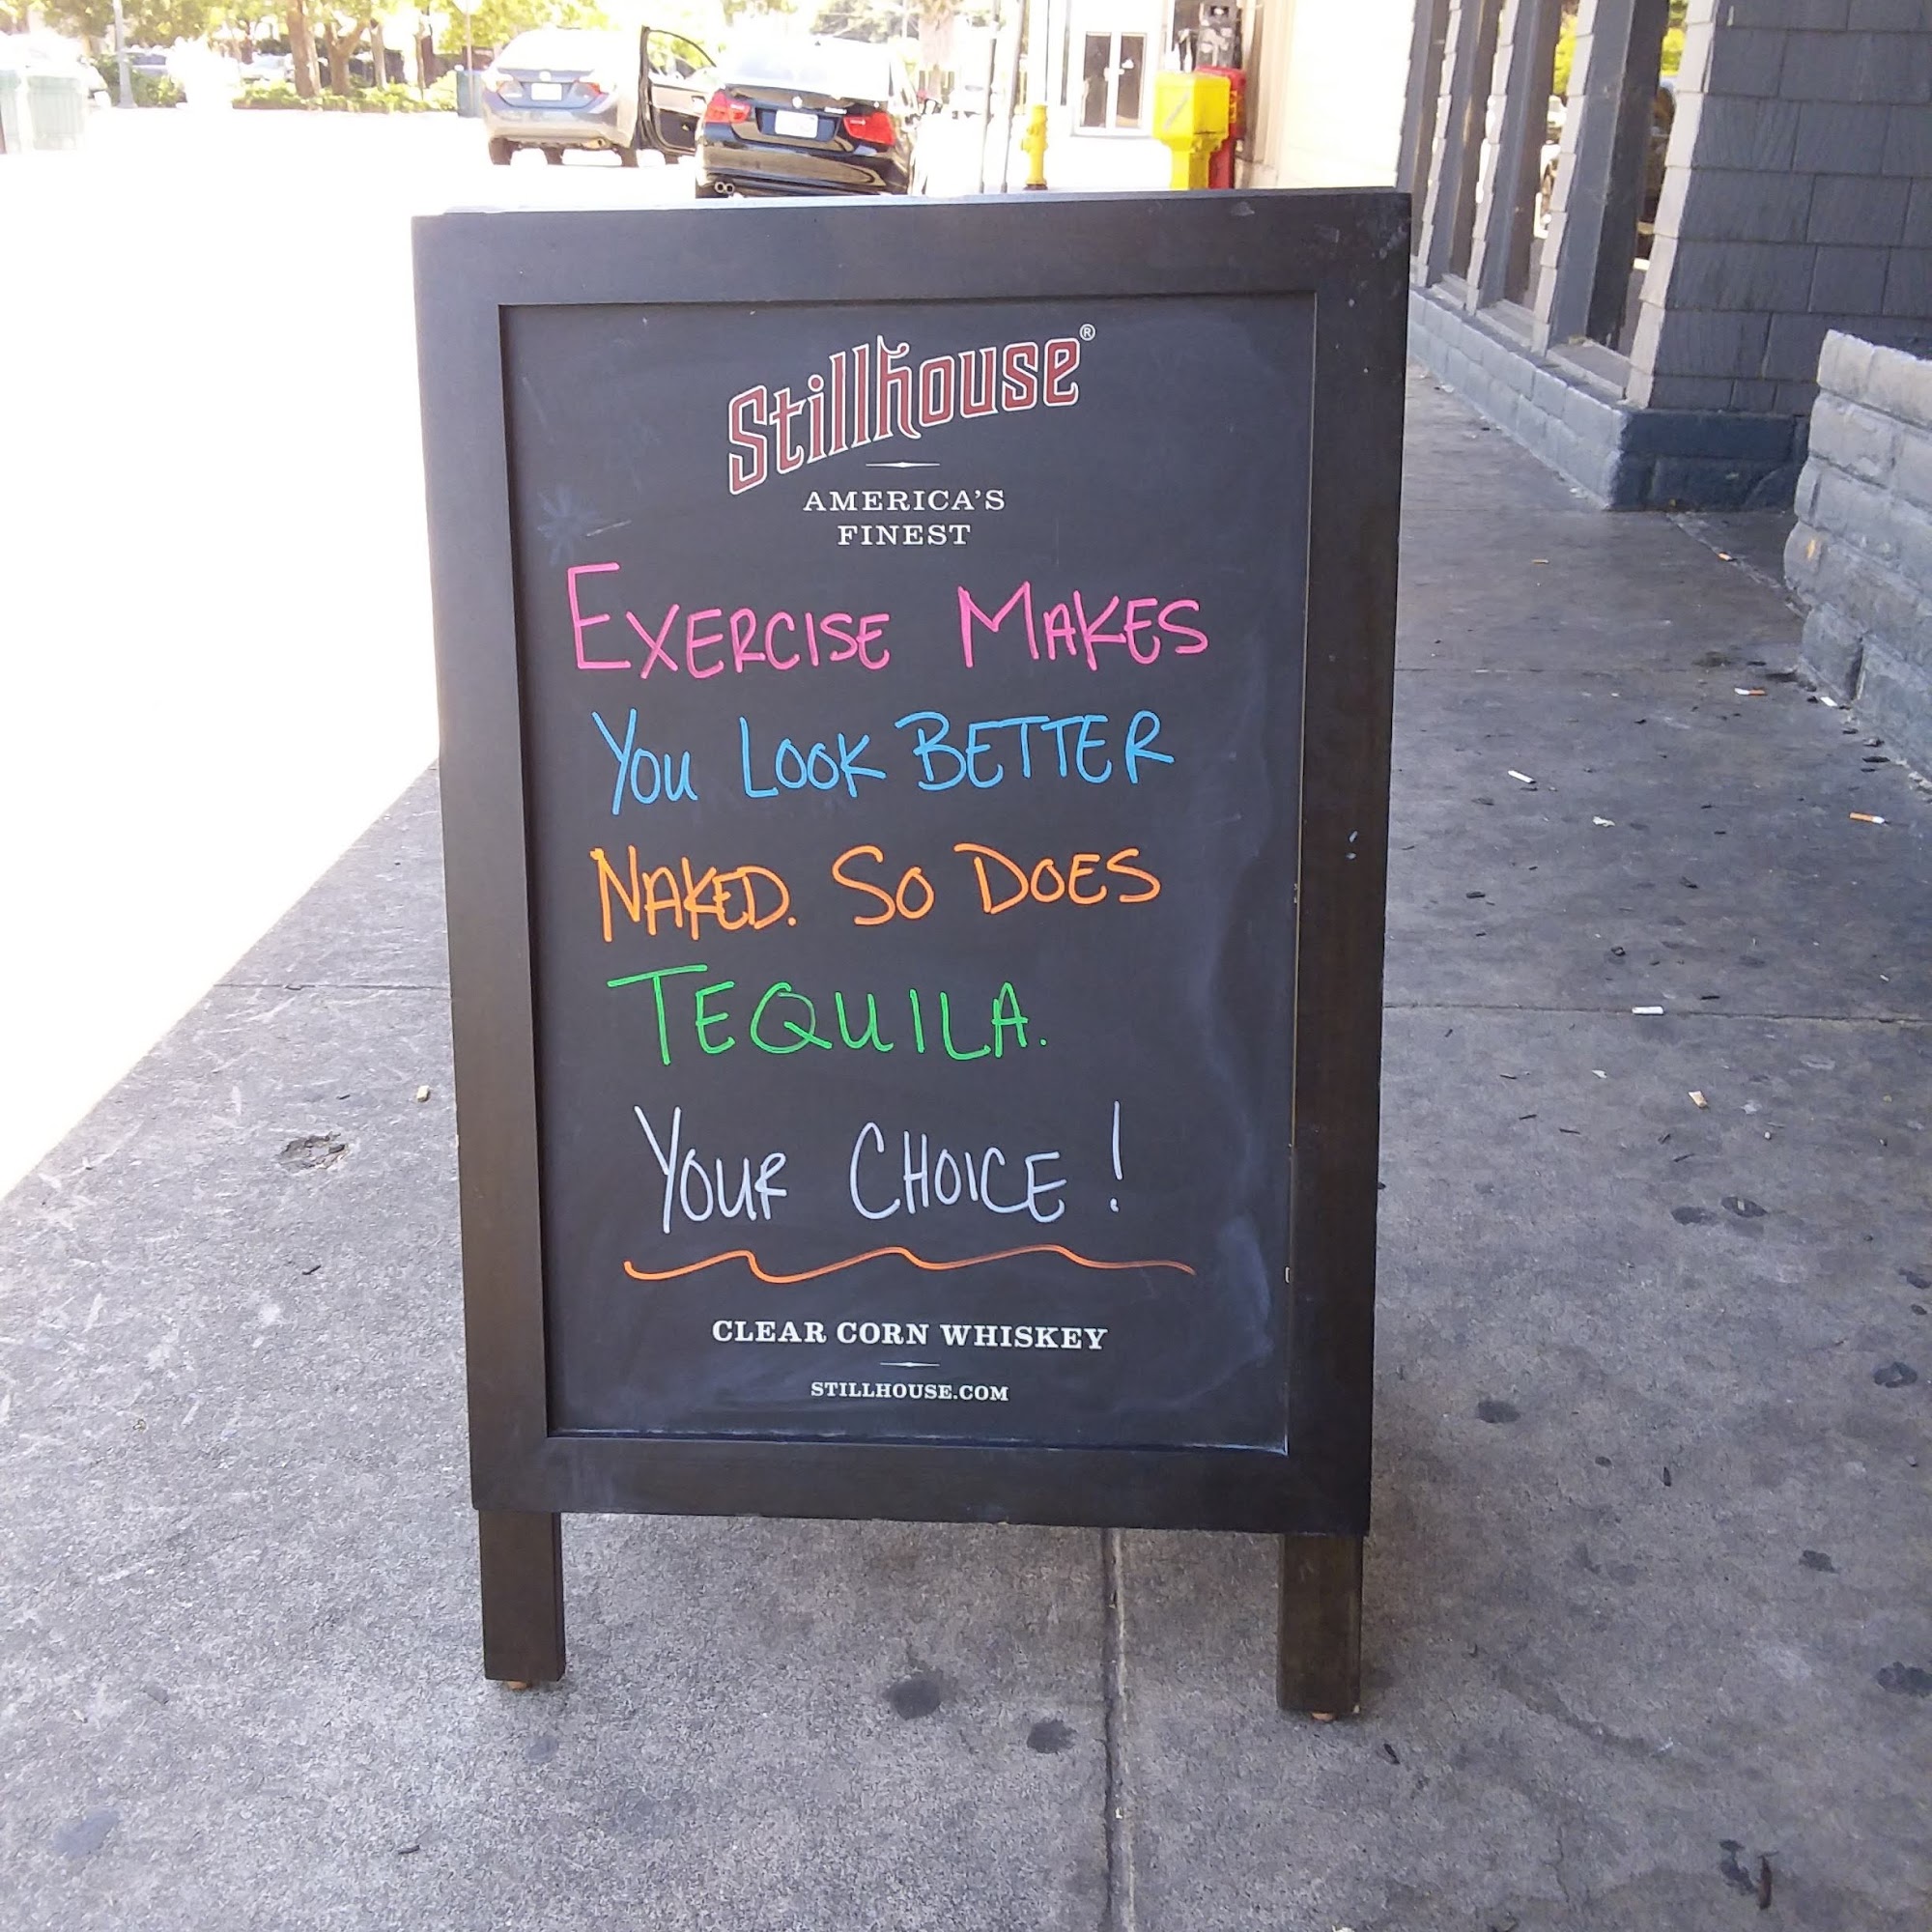 Stillhouse®
AMERICA'S
FINEST
EXERCISE MAKES
YOU LOOK BETTER
NAKED. SO DOES
TEQUILA.
YOUR CHOICE!
CLEAR CORN WHISKEY
STILLHOUSE.COM